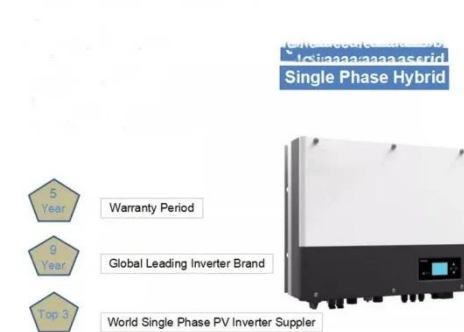 Single Phase Hybrid
5
Year
Warranty Period
9
Year
Global Leading Inverter Brand
Top 3
World Single Phase PV Inverter Suppler